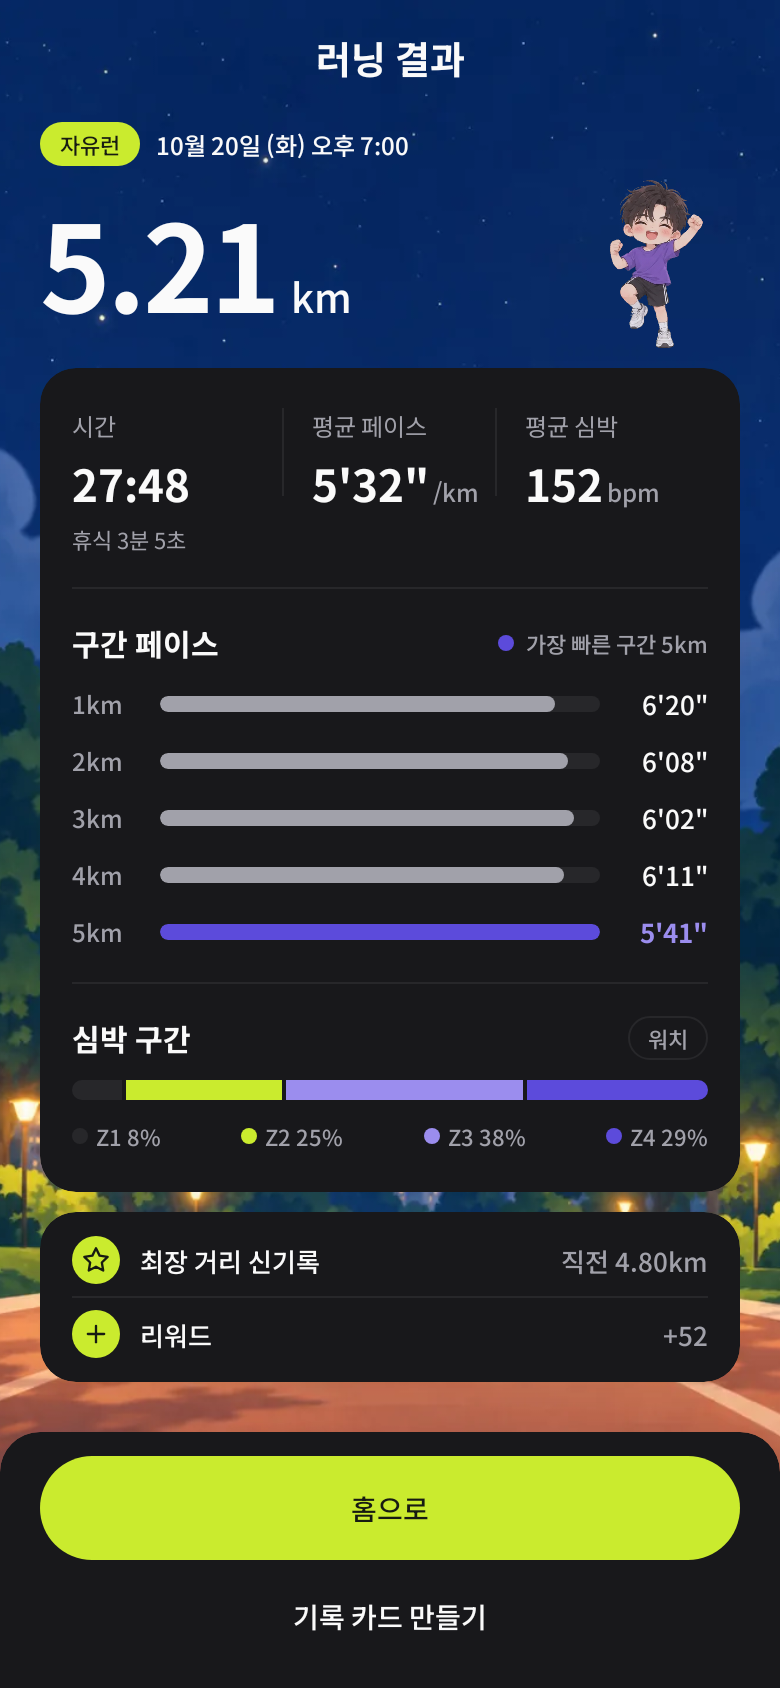 러닝 결과
자유런 10월 20일 (화) 오후 7:00
5.21 km
시간 평균 페이스 평균 심박
27:48 5'32" /km 152 bpm
휴식 3분 5초
구간 페이스 가장 빠른 구간 5km
1km 6'20"
2km 6'08"
3km 6'02"
4km 6'11"
5km 5'41"
심박 구간 워치
Z1 8% Z2 25% Z3 38% Z4 29%
최장 거리 신기록 직전 4.80km
리워드 +52
홈으로
기록 카드 만들기